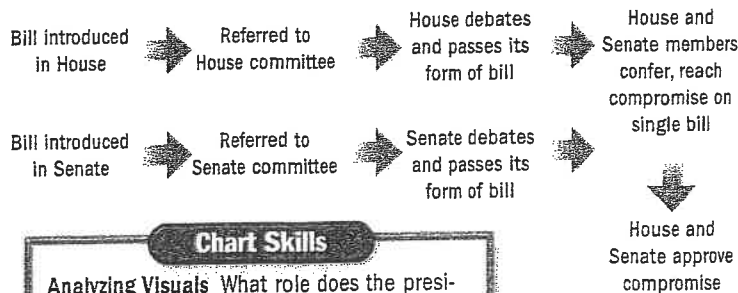 Bill introduced
in House
Referred to
House committee
House debates
and passes its
form of bill
House and
Senate members
confer, reach
compromise on
single bill
Bill introduced
in Senate
Referred to
Senate committee
Senate debates
and passes its
form of bill
House and
Senate approve
compromise
Chart Skills
Analyzing Visuals What role does the presi-